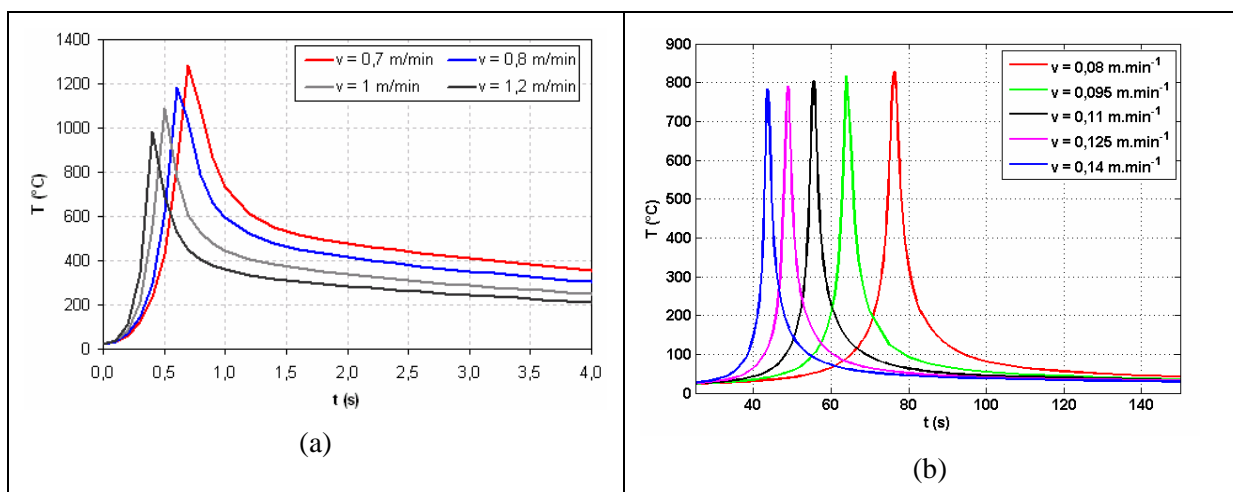 1400
1200
1000
800
600
400
200
0
T (°C)
v = 0,7 m/min
v = 0,8 m/min
v = 1 m/min
v = 1,2 m/min
0,0 0,5 1,0 1,5 2,0 2,5 3,0 3,5 4,0
t (s)
(a)
900
800
700
600
500
400
300
200
100
0
T (°C)
v = 0,08 m.min⁻¹
v = 0,095 m.min⁻¹
v = 0,11 m.min⁻¹
v = 0,125 m.min⁻¹
v = 0,14 m.min⁻¹
40 60 80 100 120 140
t (s)
(b)